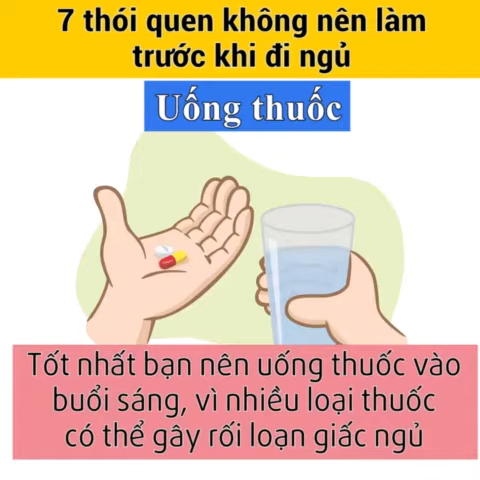 7 thói quen không nên làm
trước khi đi ngủ
Uống thuốc
Tốt nhất bạn nên uống thuốc vào
buổi sáng, vì nhiều loại thuốc
có thể gây rối loạn giấc ngủ